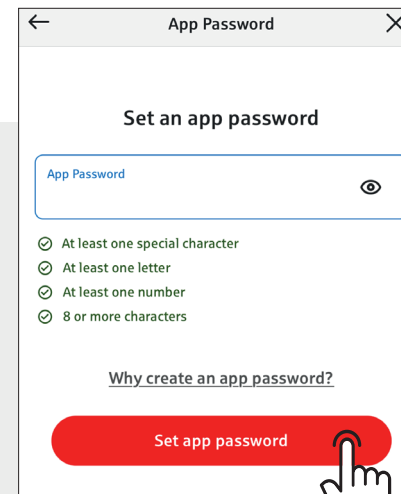 App Password
Set an app password
App Password
At least one special character
At least one letter
At least one number
8 or more characters
Why create an app password?
Set app password